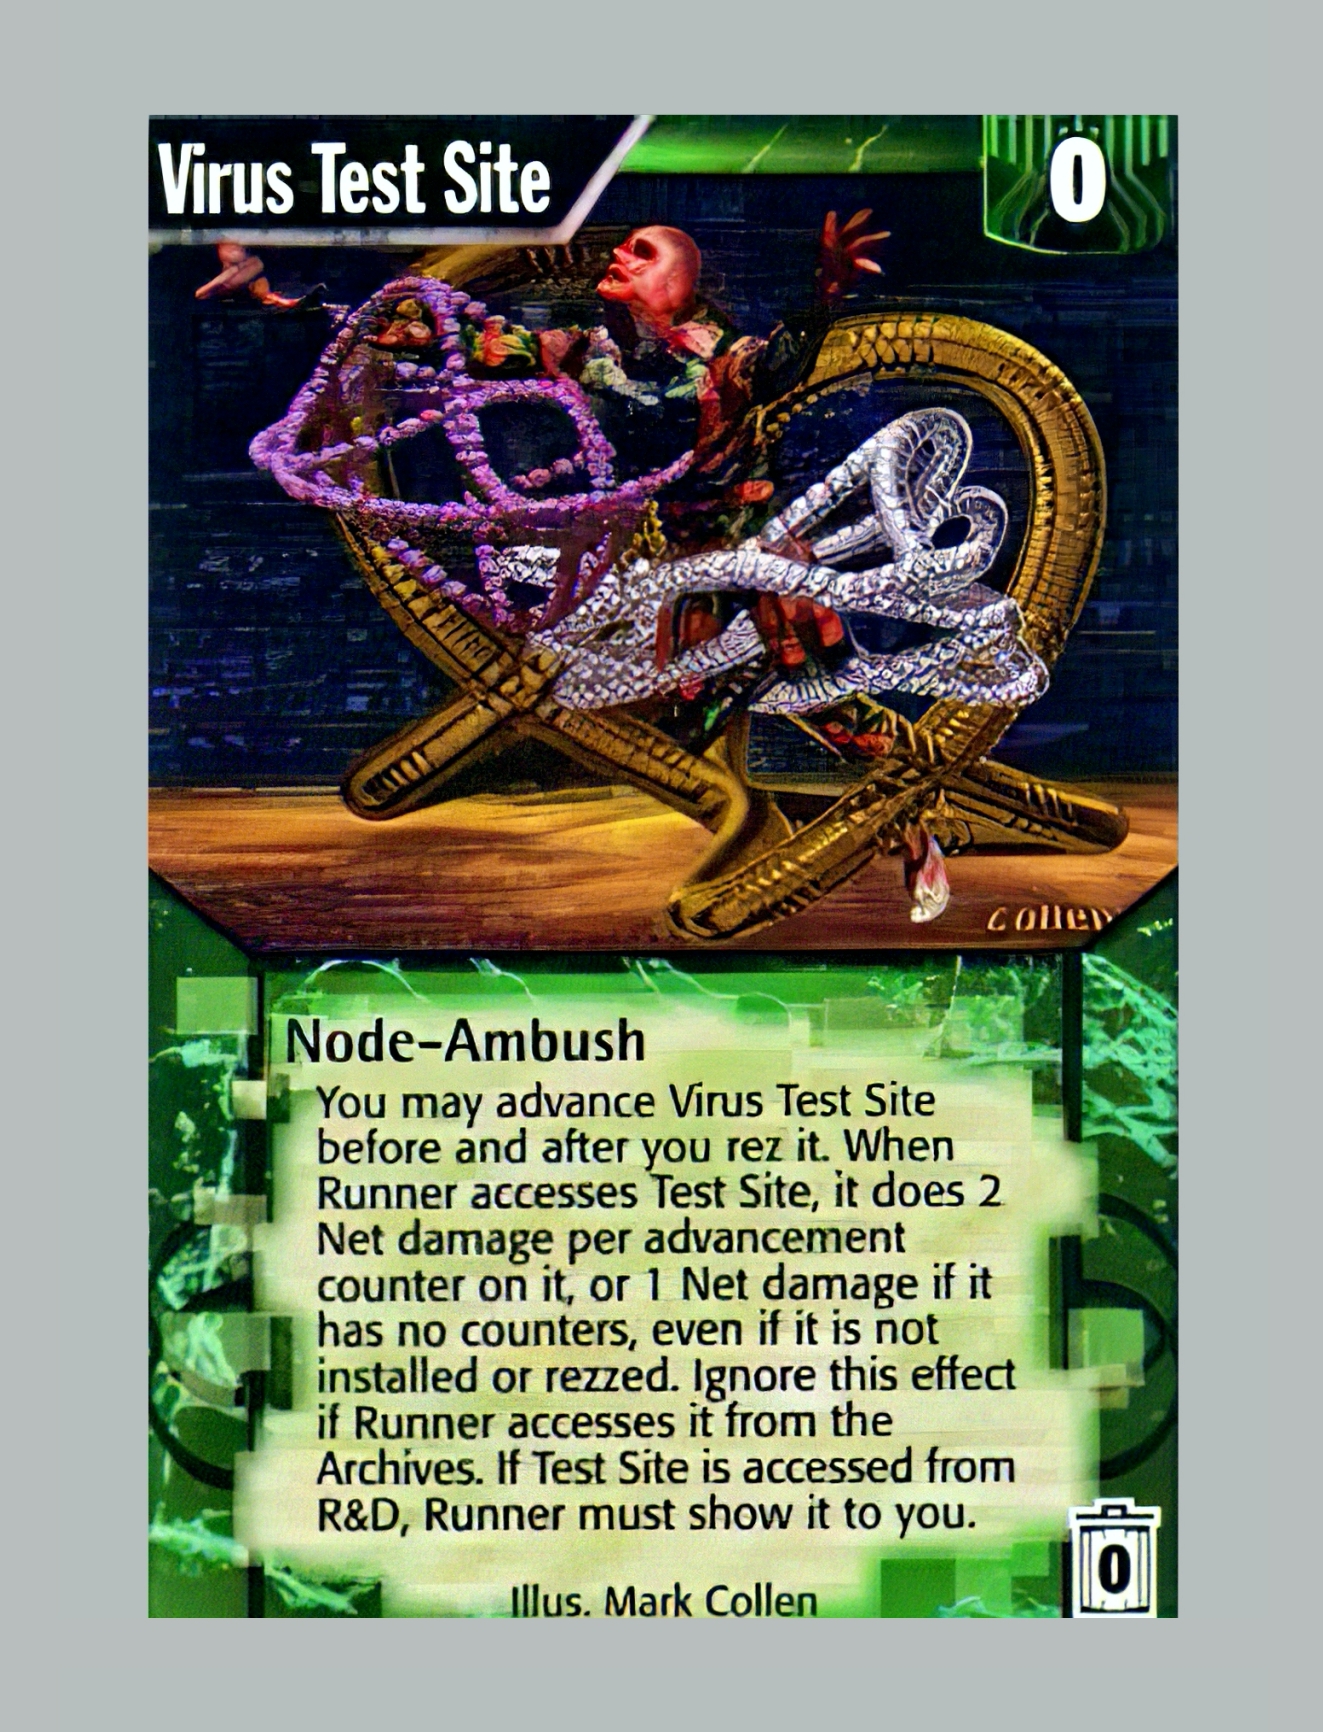 Virus Test Site
0
Collen
Node–Ambush
You may advance Virus Test Site
before and after you rez it. When
Runner accesses Test Site, it does 2
Net damage per advancement
counter on it, or 1 Net damage if it
has no counters, even if it is not
installed or rezzed. Ignore this effect
if Runner accesses it from the
Archives. If Test Site is accessed from
R&D, Runner must show it to you.
0
Illus. Mark Collen